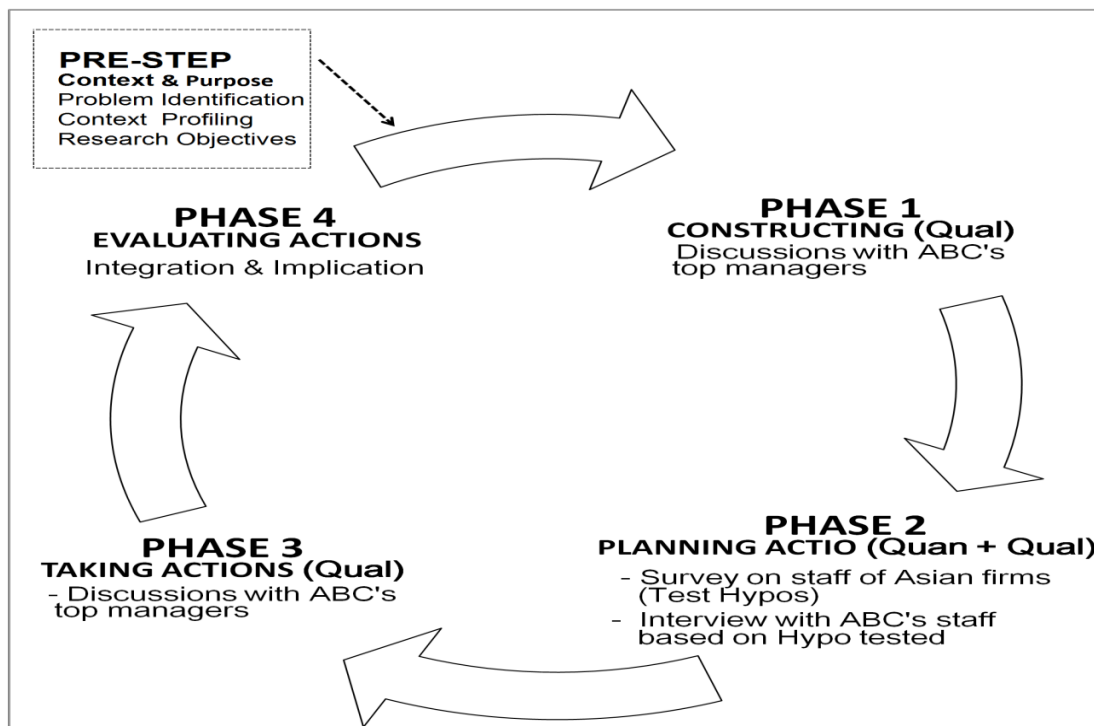 PRE-STEP
Context & Purpose
Problem Identification
Context Profiling
Research Objectives
PHASE 1
CONSTRUCTING (Qual)
Discussions with ABC's
top managers
PHASE 2
PLANNING ACTIO (Quan + Qual)
- Survey on staff of Asian firms
(Test Hypos)
- Interview with ABC's staff
based on Hypo tested
PHASE 3
TAKING ACTIONS (Qual)
- Discussions with ABC's
top managers
PHASE 4
EVALUATING ACTIONS
Integration & Implication